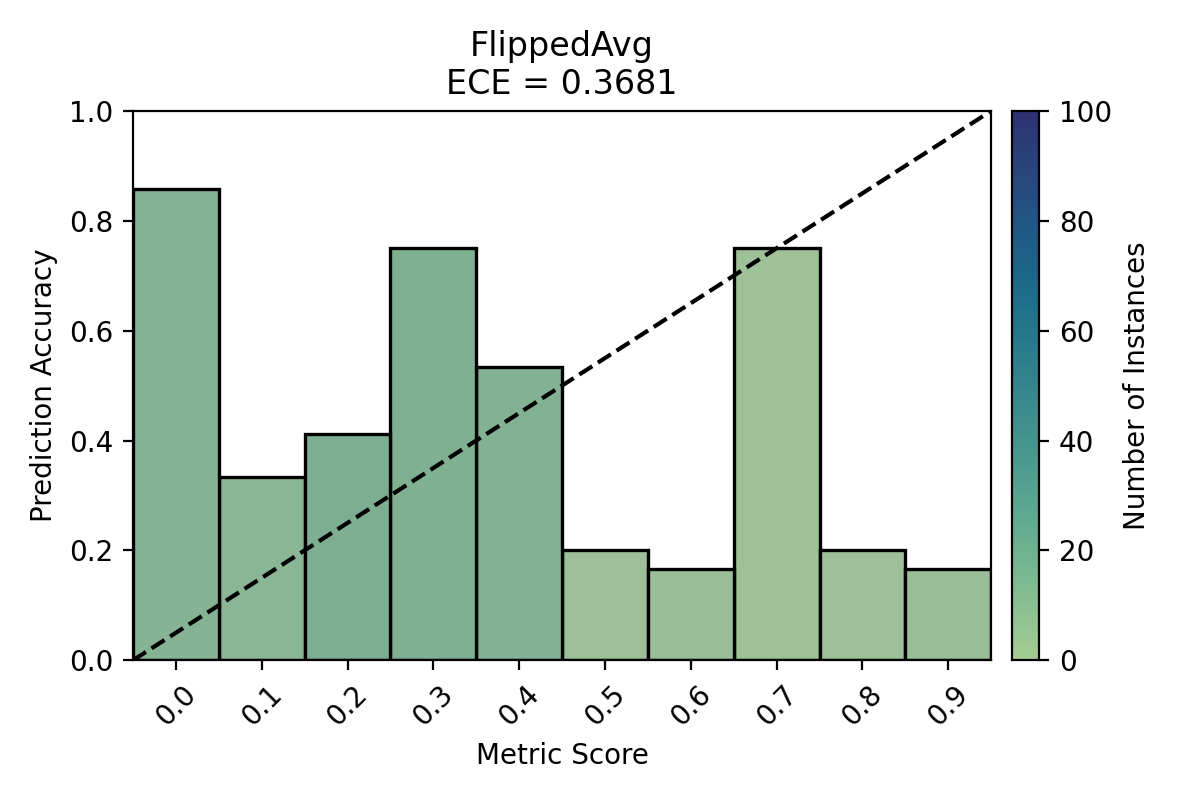 FlippedAvg
ECE = 0.3681
Prediction Accuracy
1.0
0.8
0.6
0.4
0.2
0.0
0.0 0.1 0.2 0.3 0.4 0.5 0.6 0.7 0.8 0.9
Metric Score
100
80
60
40
20
0
Number of Instances